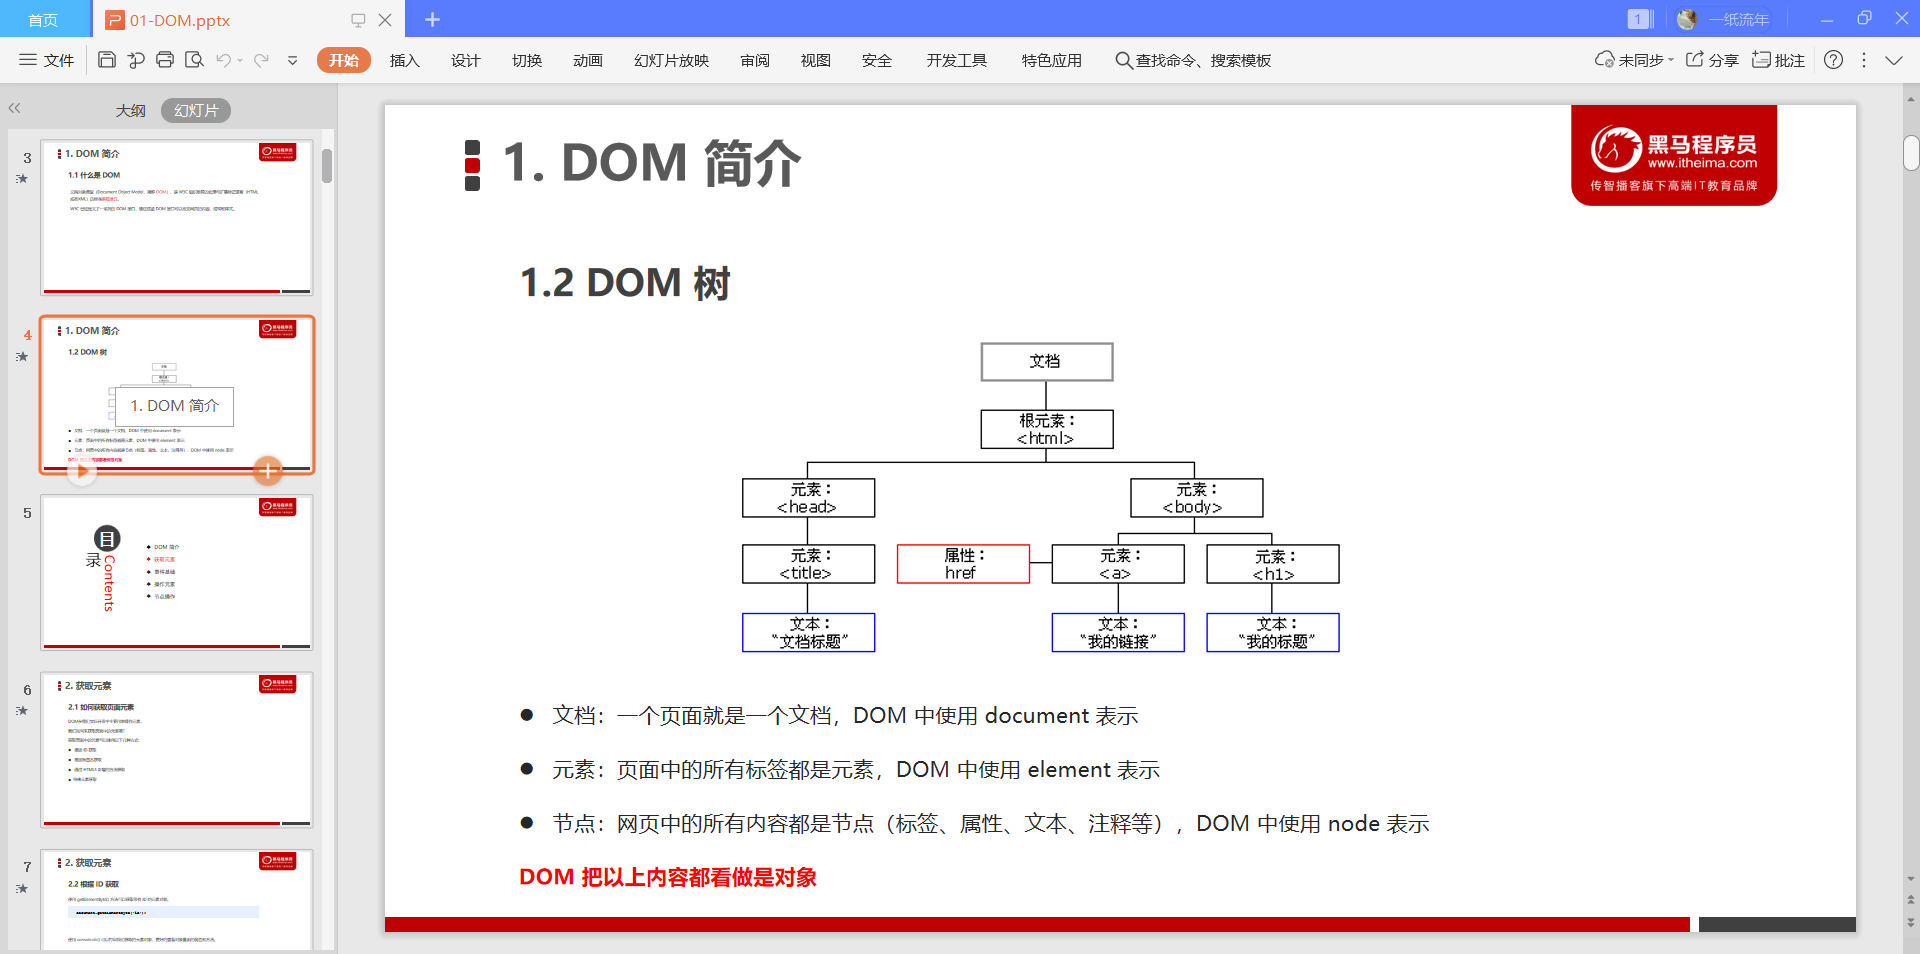 首页
01-DOM.pptx
1
一纸流年
文件
开始
插入
设计
切换
动画
幻灯片放映
审阅
视图
安全
开发工具
特色应用
查找命令、搜索模板
未同步
分享
批注
大纲
幻灯片
3
1. DOM 简介
1.1 什么是 DOM
4
1. DOM 简介
1.2 DOM 树
1. DOM 简介
5
目
录
Contents
DOM 简介
获取元素
事件基础
操作元素
节点操作
6
2. 获取元素
2.1 如何获取页面元素
7
2. 获取元素
2.2 根据 ID 获取
1. DOM 简介
黑马程序员
www.itheima.com
传智播客旗下高端IT教育品牌
1.2 DOM 树
文档
根元素：
<html>
元素：
<head>
元素：
<body>
元素：
<title>
属性：
href
元素：
<a>
元素：
<h1>
文本：
“文档标题”
文本：
“我的链接”
文本：
“我的标题”
● 文档：一个页面就是一个文档，DOM 中使用 document 表示
● 元素：页面中的所有标签都是元素，DOM 中使用 element 表示
● 节点：网页中的所有内容都是节点（标签、属性、文本、注释等），DOM 中使用 node 表示
DOM 把以上内容都看做是对象